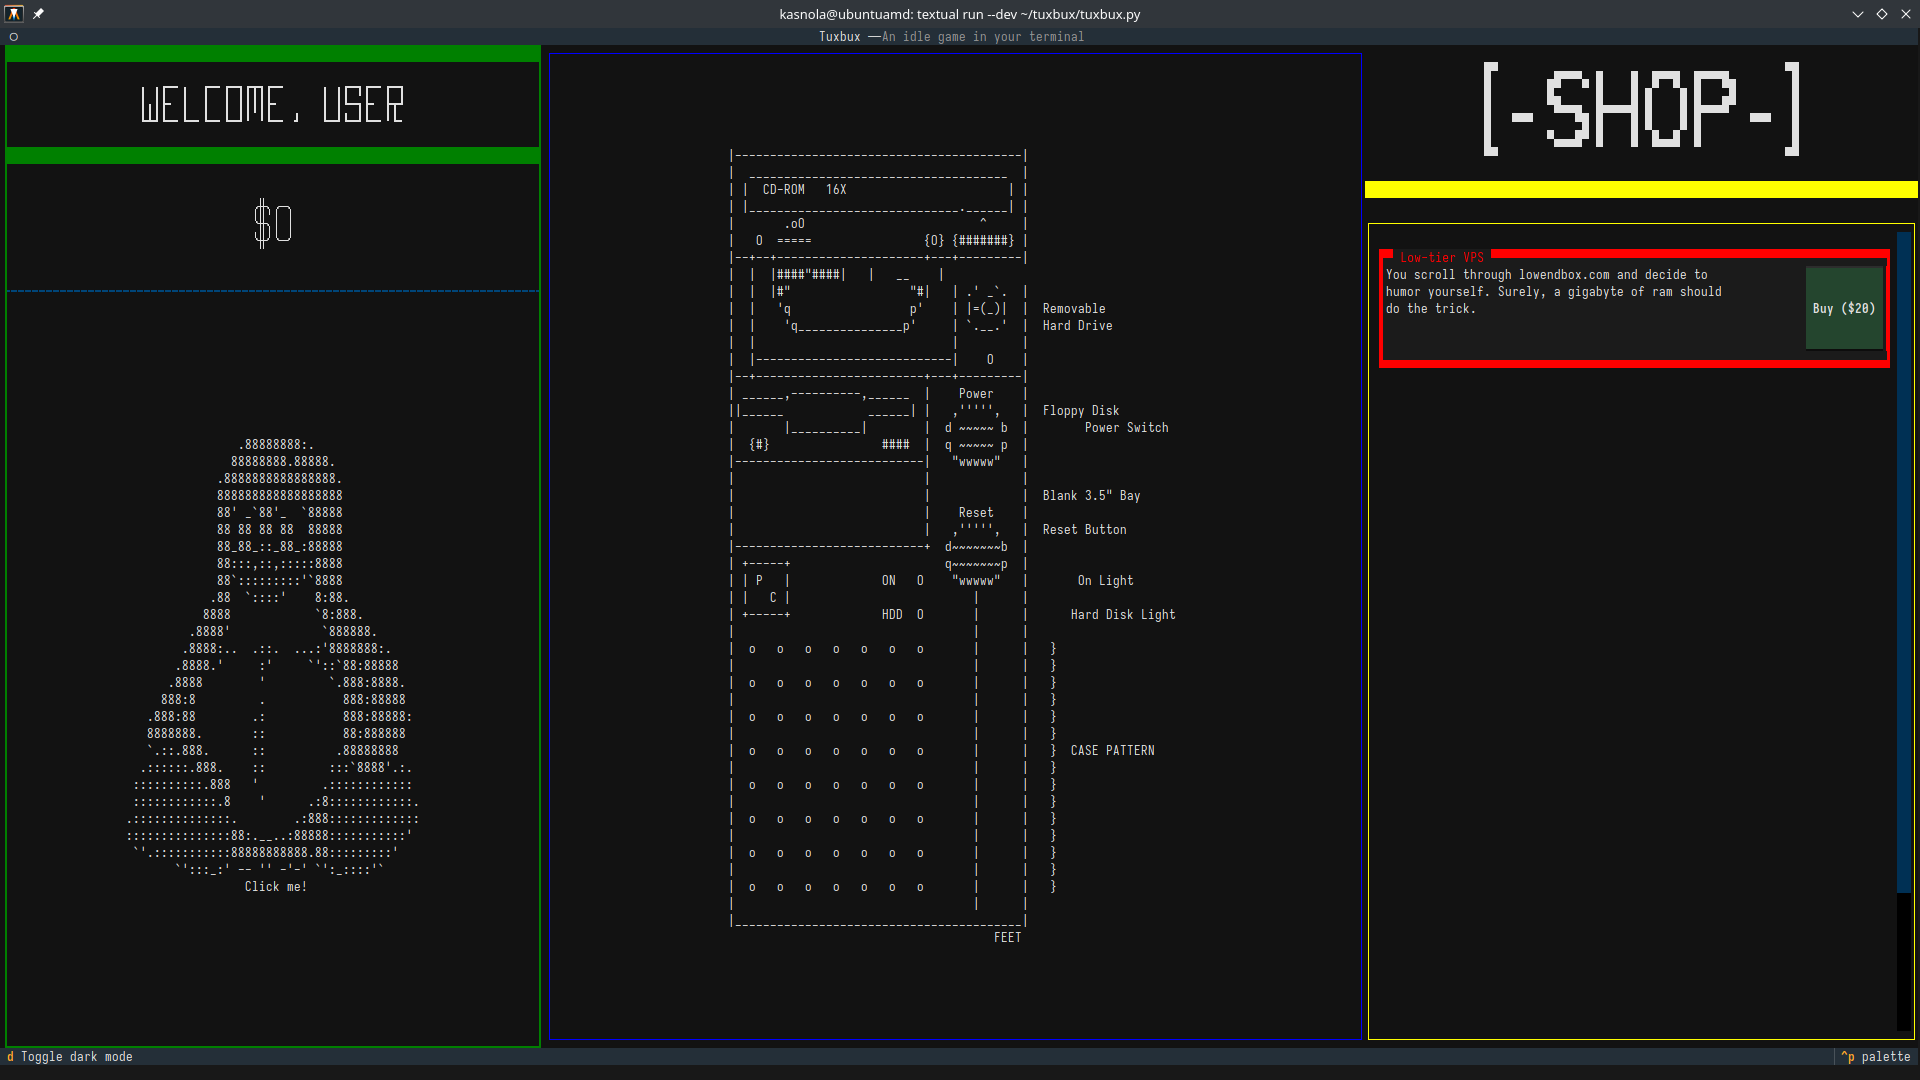 kasnola@ubuntuamd: textual run --dev ~/tuxbux/tuxbux.py
Tuxbux —An idle game in your terminal
WELCOME, USER
$0
Click me!
CD-ROM 16X
Removable
Hard Drive
Power
Floppy Disk
Power Switch
Blank 3.5" Bay
Reset
Reset Button
P
ON
On Light
C
HDD
Hard Disk Light
CASE PATTERN
FEET
[-SHOP-]
Low-tier VPS
You scroll through lowendbox.com and decide to
humor yourself. Surely, a gigabyte of ram should
do the trick.
Buy ($20)
d Toggle dark mode
^p palette